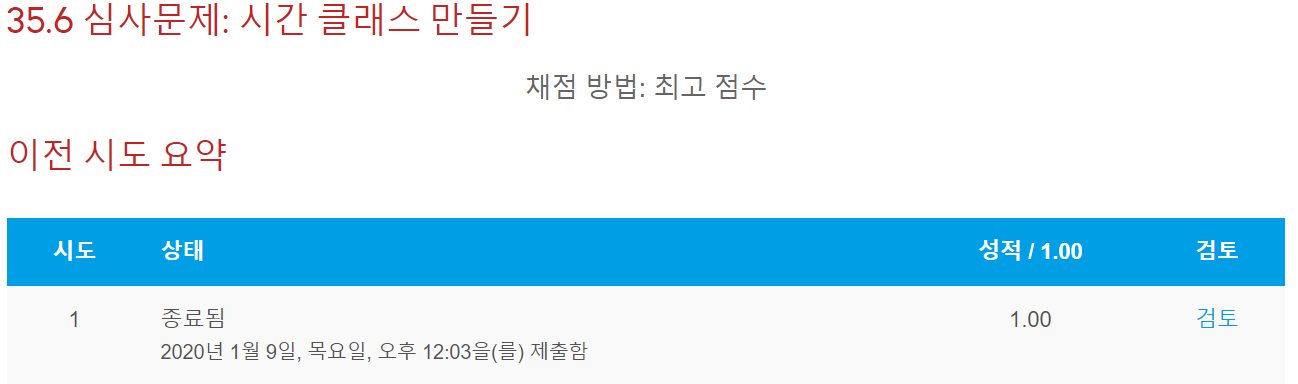 35.6 심사문제: 시간 클래스 만들기
채점 방법: 최고 점수
이전 시도 요약
시도 상태 성적 / 1.00 검토
1 종료됨 1.00 검토
2020년 1월 9일, 목요일, 오후 12:03을(를) 제출함